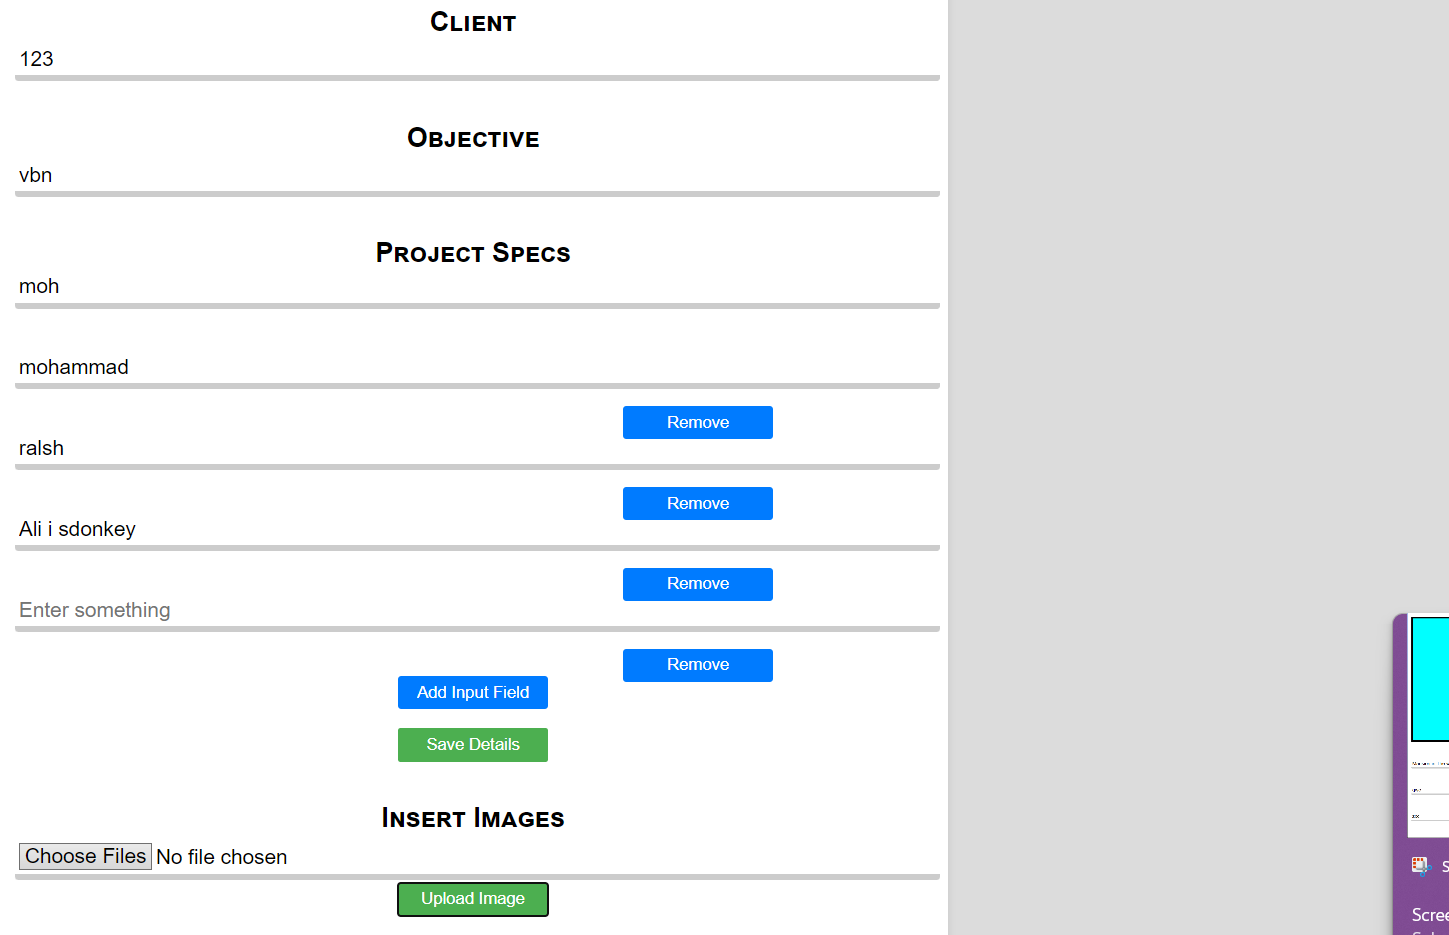 Client
123
Objective
vbn
Project Specs
moh
mohammad
Remove
ralsh
Remove
Ali i sdonkey
Remove
Enter something
Remove
Add Input Field
Save Details
Insert Images
Choose Files No file chosen
Upload Image